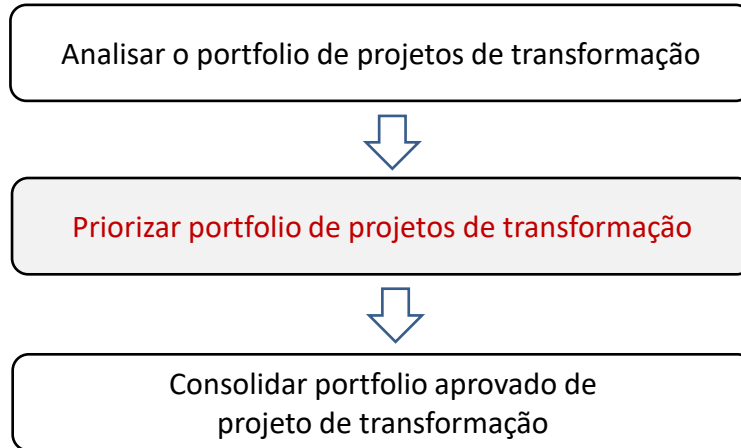 Analisar o portfolio de projetos de transformação
Priorizar portfolio de projetos de transformação
Consolidar portfolio aprovado de
projeto de transformação